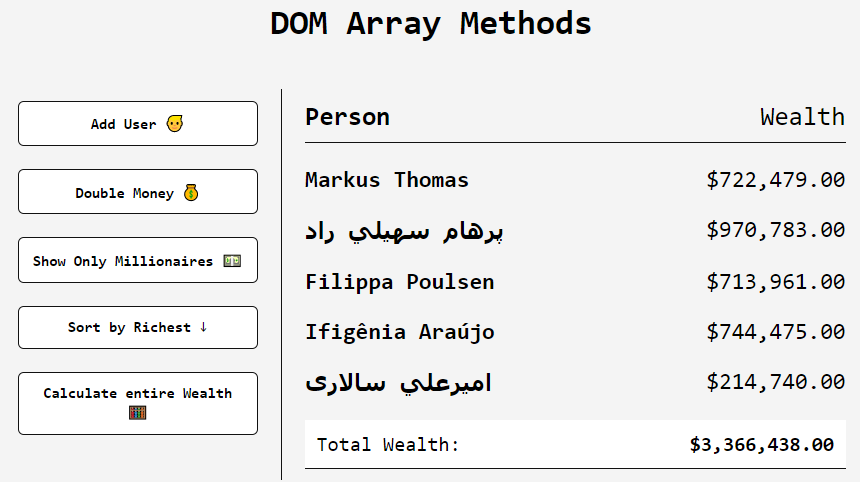 DOM Array Methods
Add User 👱
Double Money 💰
Show Only Millionaires 💵
Sort by Richest ↓
Calculate entire Wealth
🧮
Person Wealth
Markus Thomas $722,479.00
پرهام سهيلي راد $970,783.00
Filippa Poulsen $713,961.00
Ifigênia Araújo $744,475.00
اميرعلي سالاری $214,740.00
Total Wealth: $3,366,438.00